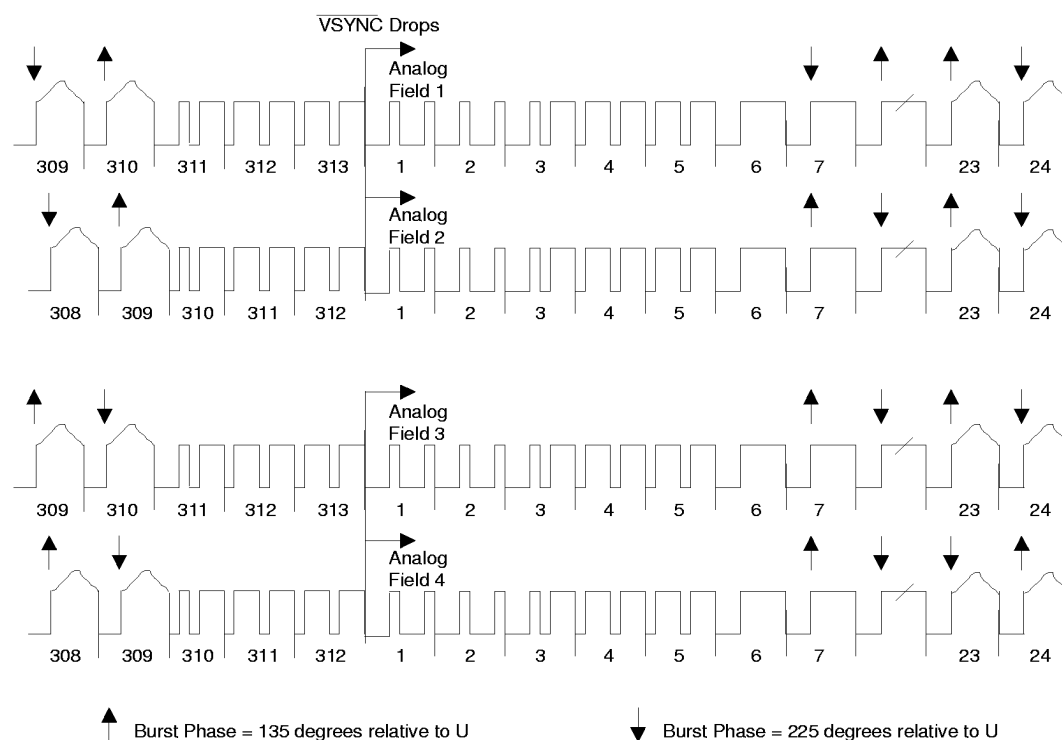 VSYNC Drops
Analog
Field 1
309 310 311 312 313 1 2 3 4 5 6 7 23 24
Analog
Field 2
308 309 310 311 312 1 2 3 4 5 6 7 23 24
Analog
Field 3
309 310 311 312 313 1 2 3 4 5 6 7 23 24
Analog
Field 4
308 309 310 311 312 1 2 3 4 5 6 7 23 24
Burst Phase = 135 degrees relative to U Burst Phase = 225 degrees relative to U